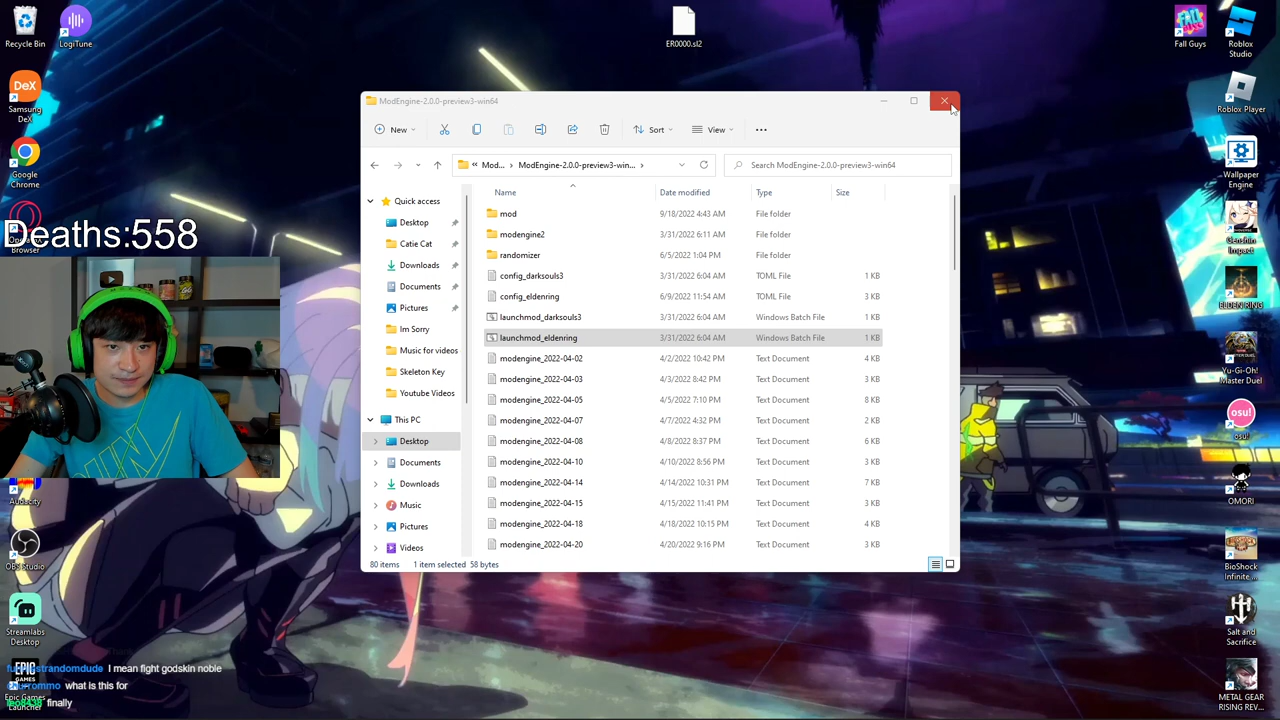 Recycle Bin
LogiTune
Samsung DeX
Google Chrome
Browser
Deaths:558
Audacity
OBS Studio
Streamlabs Desktop
EPIC GAMES
Epic Games Launcher
I mean fight godskin noble
what is this for
finally
ER0000.sl2
ModEngine-2.0.0-preview3-win64
New
Sort
View
Mod...
ModEngine-2.0.0-preview3-win...
Search ModEngine-2.0.0-preview3-win64
Quick access
Desktop
Catie Cat
Downloads
Documents
Pictures
Im Sorry
Music for videos
Skeleton Key
Youtube Videos
This PC
Desktop
Documents
Downloads
Music
Pictures
Videos
Name Date modified Type Size
mod 9/18/2022 4:43 AM File folder
modengine2 3/31/2022 6:11 AM File folder
randomizer 6/5/2022 1:04 PM File folder
config_darksouls3 3/31/2022 6:04 AM TOML File 1 KB
config_eldenring 6/9/2022 11:54 AM TOML File 3 KB
launchmod_darksouls3 3/31/2022 6:04 AM Windows Batch File 1 KB
launchmod_eldenring 3/31/2022 6:04 AM Windows Batch File 1 KB
modengine_2022-04-02 4/2/2022 10:42 PM Text Document 4 KB
modengine_2022-04-03 4/3/2022 8:42 PM Text Document 3 KB
modengine_2022-04-05 4/5/2022 7:10 PM Text Document 8 KB
modengine_2022-04-07 4/7/2022 4:32 PM Text Document 2 KB
modengine_2022-04-08 4/8/2022 8:37 PM Text Document 6 KB
modengine_2022-04-10 4/10/2022 8:56 PM Text Document 3 KB
modengine_2022-04-14 4/14/2022 10:31 PM Text Document 7 KB
modengine_2022-04-15 4/15/2022 11:41 PM Text Document 3 KB
modengine_2022-04-18 4/18/2022 10:15 PM Text Document 4 KB
modengine_2022-04-20 4/20/2022 9:16 PM Text Document 3 KB
80 items 1 item selected 58 bytes
FALL GUYS
Fall Guys
Roblox Studio
Roblox Player
Wallpaper Engine
Genshin Impact
ELDEN RING
Yu-Gi-Oh! Master Duel
osu!
osu!
OMORI
BioShock Infinite...
Salt and Sacrifice
METAL GEAR RISING REV...